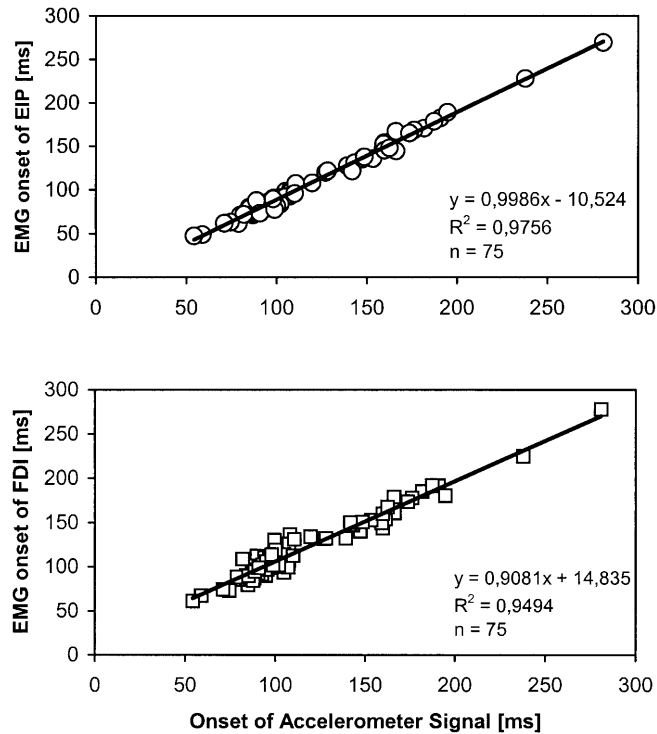 EMG onset of EIP [ms]
300
250
200
150
100
50
0
y = 0,9986x - 10,524
R² = 0,9756
n = 75
0 50 100 150 200 250 300
EMG onset of FDI [ms]
300
250
200
150
100
50
0
y = 0,9081x + 14,835
R² = 0,9494
n = 75
0 50 100 150 200 250 300
Onset of Accelerometer Signal [ms]